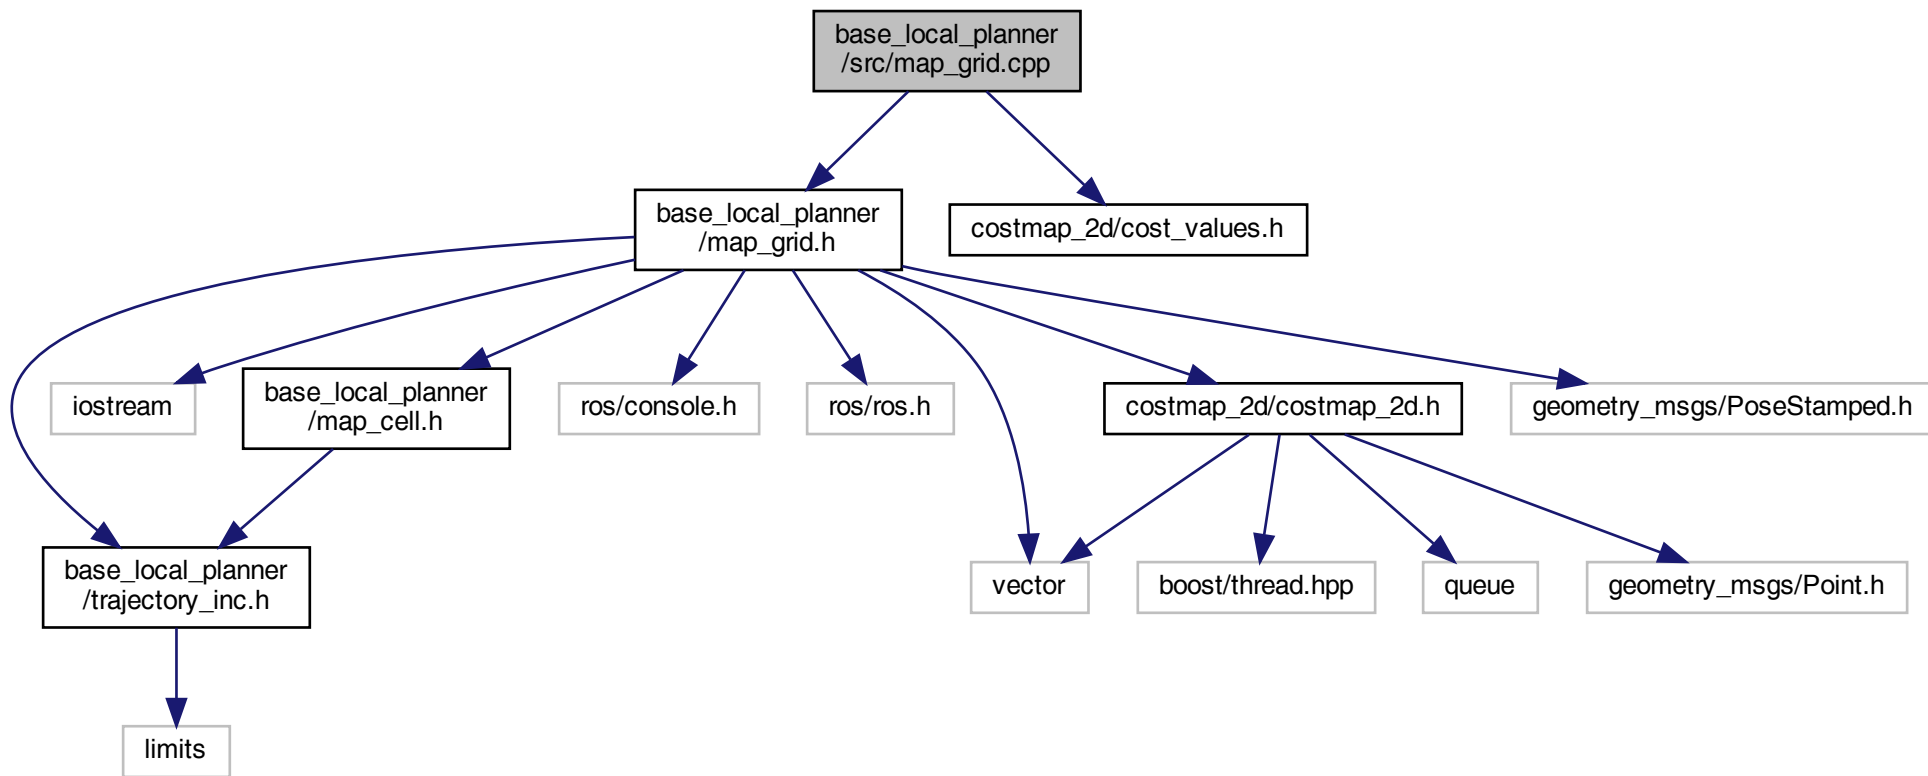 base_local_planner
/src/map_grid.cpp
base_local_planner
/map_grid.h
costmap_2d/cost_values.h
iostream
base_local_planner
/map_cell.h
ros/console.h
ros/ros.h
costmap_2d/costmap_2d.h
geometry_msgs/PoseStamped.h
base_local_planner
/trajectory_inc.h
vector
boost/thread.hpp
queue
geometry_msgs/Point.h
limits